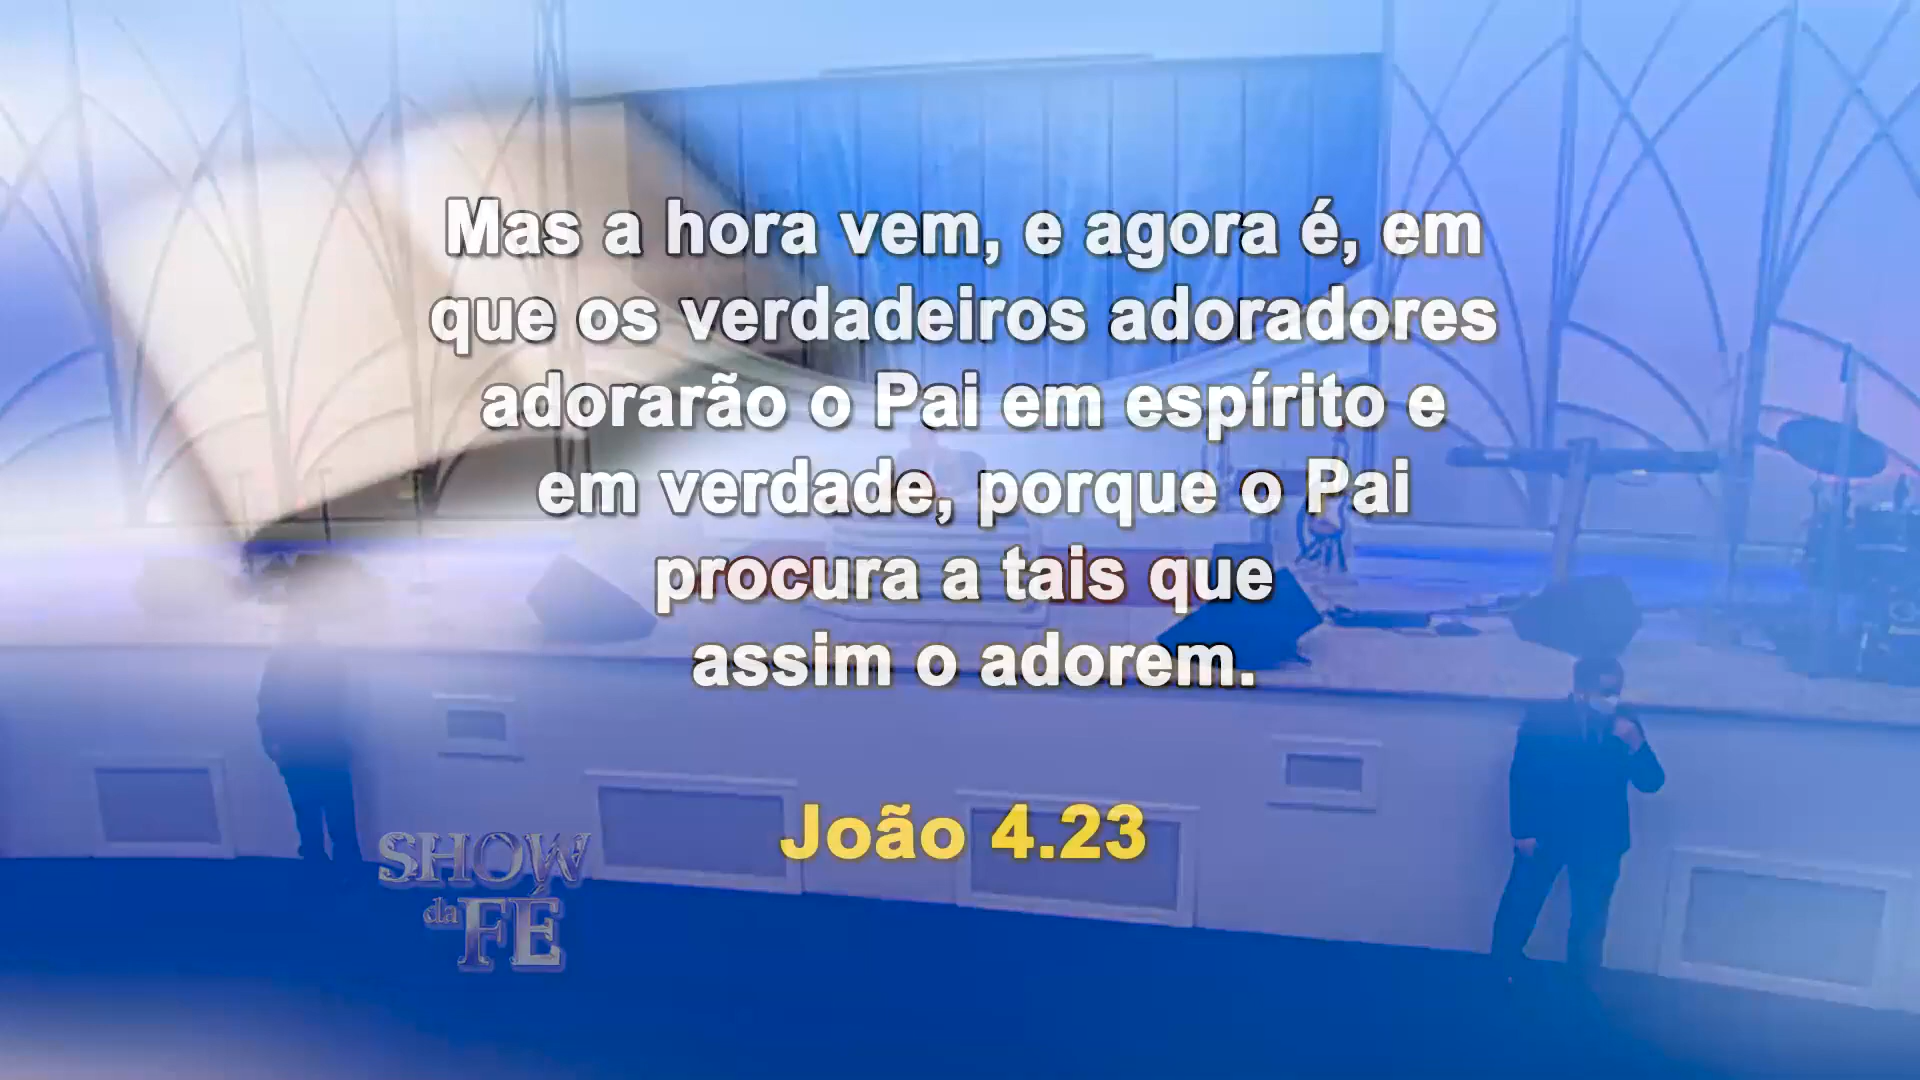 Mas a hora vem, e agora é, em
que os verdadeiros adoradores
adorarão o Pai em espírito e
em verdade, porque o Pai
procura a tais que
assim o adorem.
João 4.23
SHOW
da FÉ